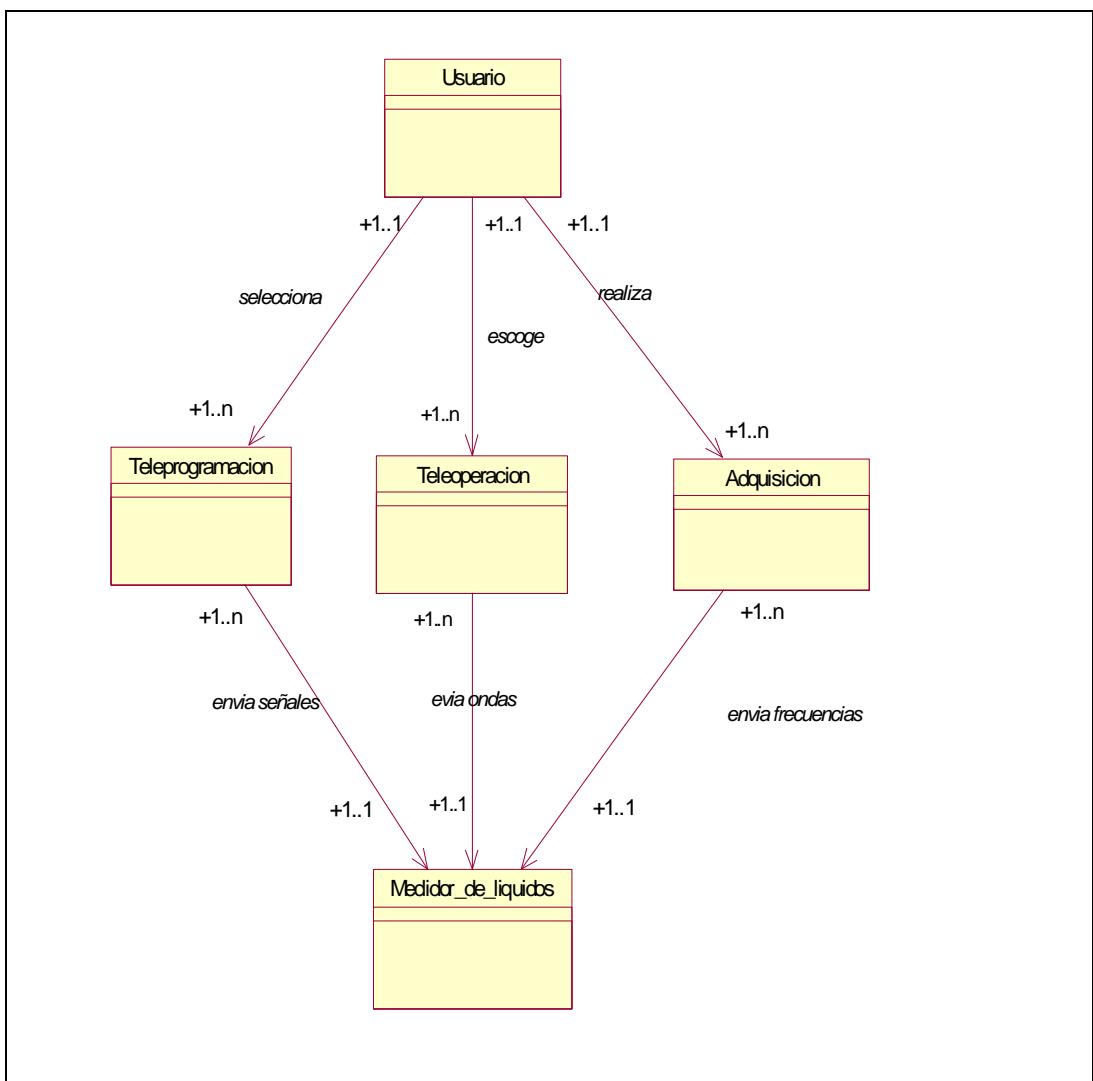 Usuario
+1..1
+1..1
+1..1
selecciona
realiza
escoge
+1..n
+1..n
+1..n
Teleprogramacion
Teleoperacion
Adquisicion
+1..n
+1..n
+1..n
envia señales
evia ondas
envia frecuencias
+1..1
+1..1
+1..1
Medidor_de_liquidos